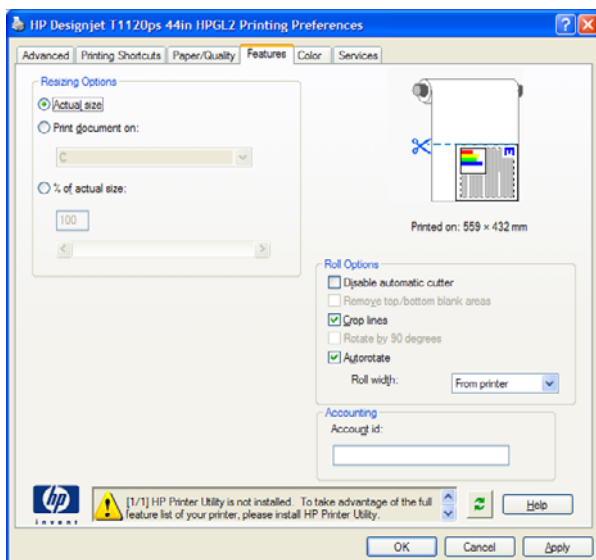 HP Designjet T1120ps 44in HPGL2 Printing Preferences
Advanced Printing Shortcuts Paper/Quality Features Color Services
Resizing Options
Actual size
Print document on:
C
% of actual size:
100
E
Printed on: 559 × 432 mm
Roll Options
Disable automatic cutter
Remove top/bottom blank areas
Crop lines
Rotate by 90 degrees
Autorotate
Roll width: From printer
Accounting
Account id:
hp
invent
[1/1] HP Printer Utility is not installed. To take advantage of the full
feature list of your printer, please install HP Printer Utility.
Help
OK Cancel Apply